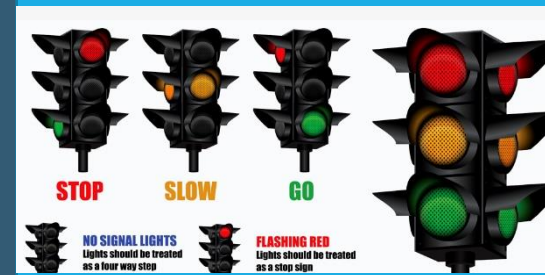 STOP
SLOW
GO
NO SIGNAL LIGHTS
Lights should be treated
as a four way step
FLASHING RED
Lights should be treated
as a stop sign